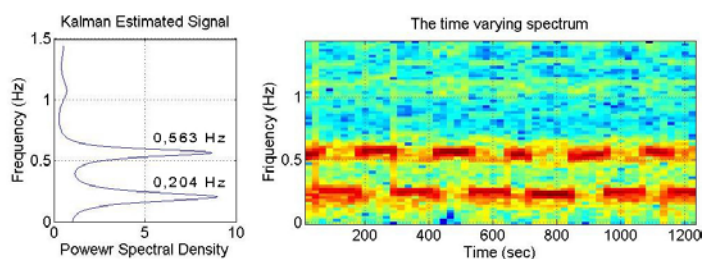 Kalman Estimated Signal
Frequency (Hz)
1.5
1
0.5
0
0,563 Hz
0,204 Hz
0
5
10
Powewr Spectral Density
The time varying spectrum
Friquency (Hz)
1
0.5
0
200
400
600
800
1000
1200
Time (sec)